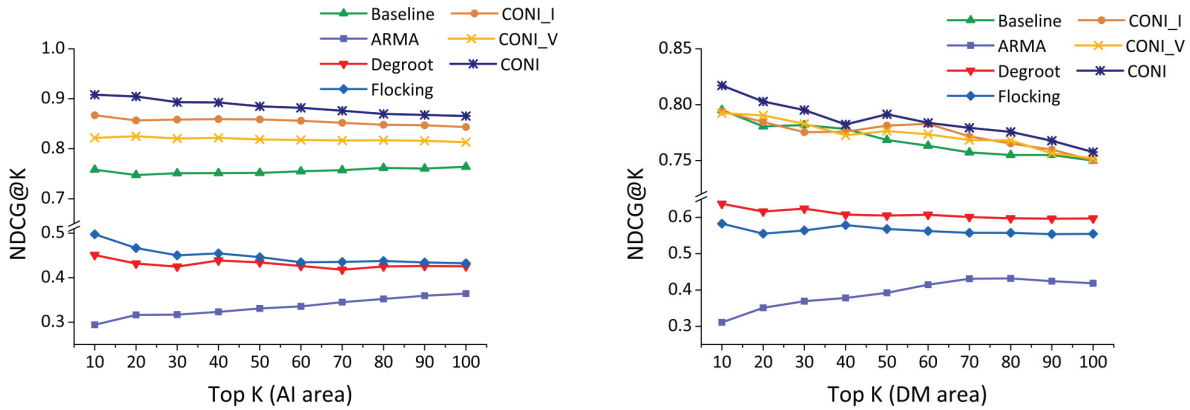 Baseline
CONI_I
ARMA
CONI_V
Degroot
CONI
Flocking
1.0
0.9
0.8
0.7
0.5
0.4
0.3
NDCG@K
10 20 30 40 50 60 70 80 90 100
Top K (AI area)
Baseline
CONI_I
ARMA
CONI_V
Degroot
CONI
Flocking
0.85
0.80
0.75
0.6
0.5
0.4
0.3
NDCG@K
10 20 30 40 50 60 70 80 90 100
Top K (DM area)